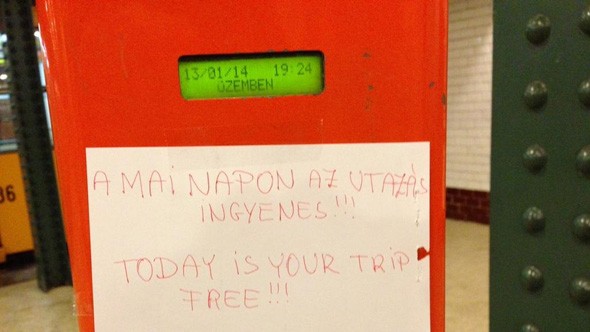 13/01/14 19:24
ÜZEMBEN
A MAI NAPON AZ UTAZÁS
INGYENES!!!
TODAY IS YOUR TRIP
FREE!!!